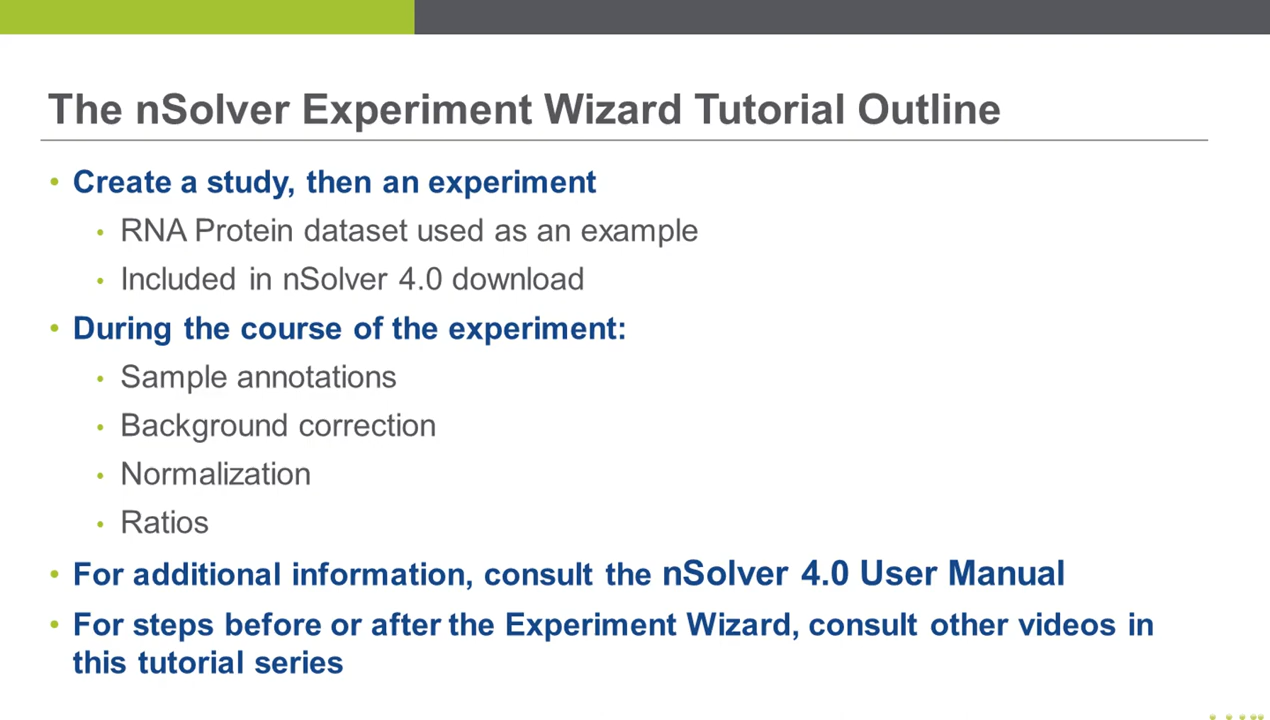 The nSolver Experiment Wizard Tutorial Outline
• Create a study, then an experiment
• RNA Protein dataset used as an example
• Included in nSolver 4.0 download
• During the course of the experiment:
• Sample annotations
• Background correction
• Normalization
• Ratios
• For additional information, consult the nSolver 4.0 User Manual
• For steps before or after the Experiment Wizard, consult other videos in
this tutorial series